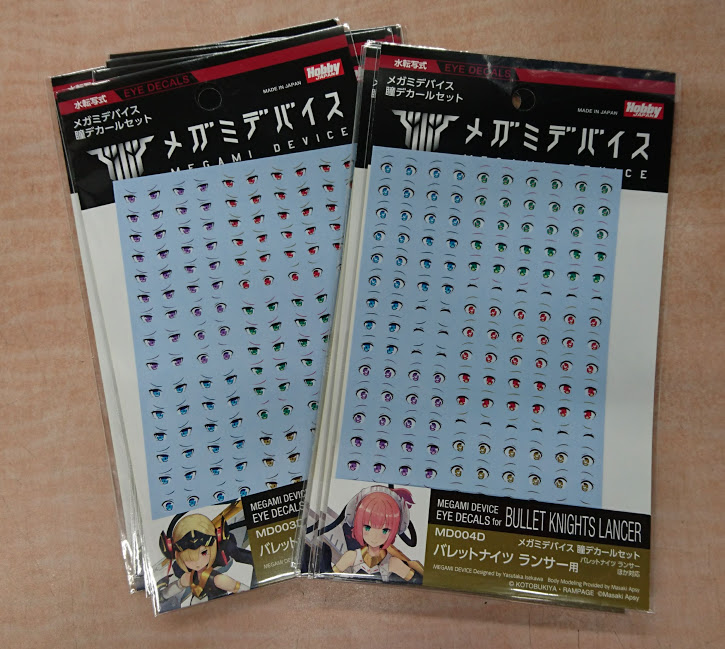 水転写式
EYE DECALS
メガミデバイス
瞳デカールセット
MADE IN JAPAN
Hobby
JAPAN
メガミデバイス
MEGAMI DEVICE
MEGAMI DEVICE
EYE DECALS for
MD003D
バレットナイツ
MEGAMI DEVICE Designed by
水転写式
EYE DECALS
メガミデバイス
瞳デカールセット
MADE IN JAPAN
Hobby
JAPAN
メガミデバイス
MEGAMI DEVICE
EYE DECALS for BULLET KNIGHTS LANCER
MD004D
メガミデバイス 瞳デカールセット
バレットナイツ ランサー用
バレットナイツ ランサー
ほか対応
MEGAMI DEVICE Designed by Yasutaka Isekawa Body Modeling Provided by Masaki Apsy
© KOTOBUKIYA・RAMPAGE ©Masaki Apsy